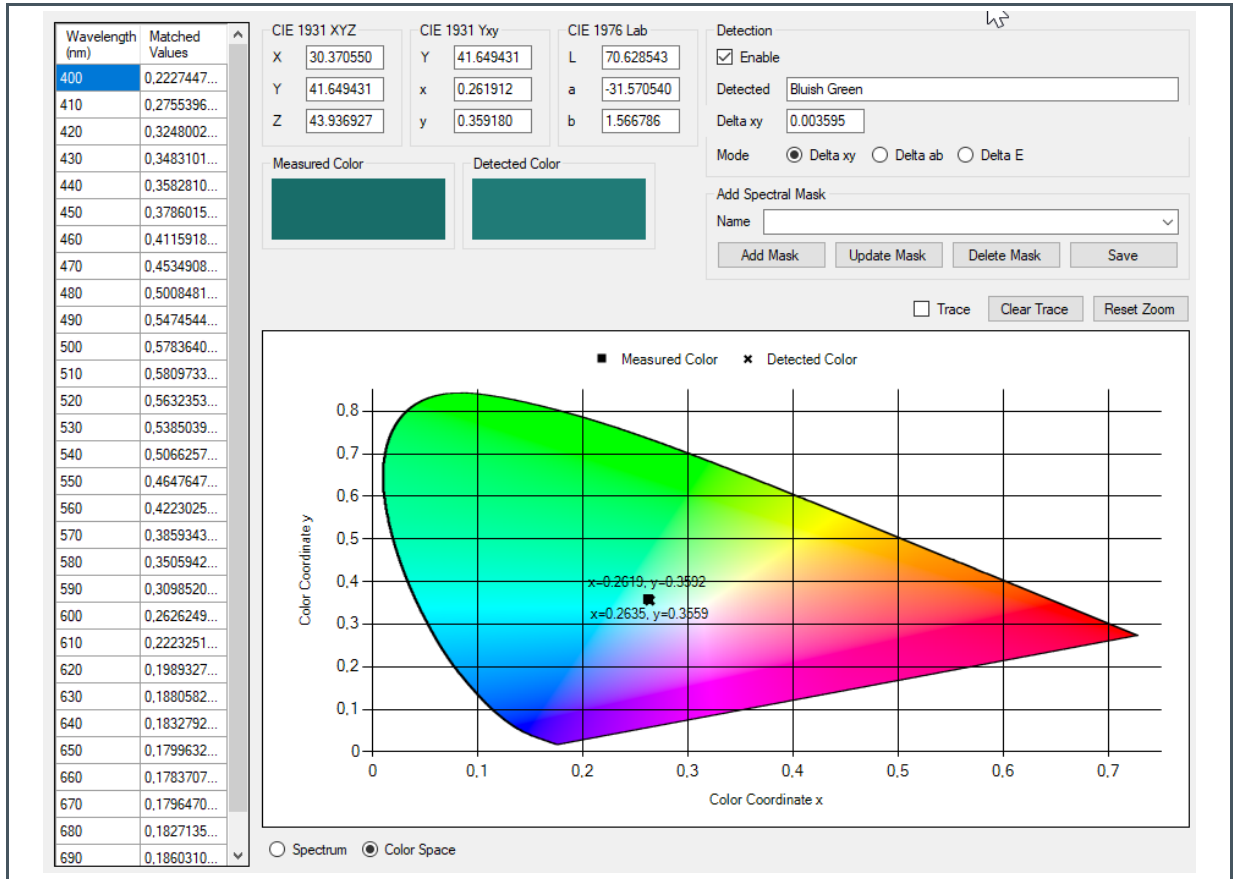 Wavelength (nm) Matched Values
400 0,2227447...
410 0,2755396...
420 0,3248002...
430 0,3483101...
440 0,3582810...
450 0,3786015...
460 0,4115918...
470 0,4534908...
480 0,5008481...
490 0,5474544...
500 0,5783640...
510 0,5809733...
520 0,5632353...
530 0,5385039...
540 0,5066257...
550 0,4647647...
560 0,4223025...
570 0,3859343...
580 0,3505942...
590 0,3098520...
600 0,2626249...
610 0,2223251...
620 0,1989327...
630 0,1880582...
640 0,1832792...
650 0,1799632...
660 0,1783707...
670 0,1796470...
680 0,1827135...
690 0,1860310...
CIE 1931 XYZ
X 30.370550
Y 41.649431
Z 43.936927
CIE 1931 Yxy
Y 41.649431
x 0.261912
y 0.359180
CIE 1976 Lab
L 70.628543
a -31.570540
b 1.566786
Detection
Enable
Detected Bluish Green
Delta xy 0.003595
Mode Delta xy Delta ab Delta E
Measured Color
Detected Color
Add Spectral Mask
Name
Add Mask Update Mask Delete Mask Save
Trace Clear Trace Reset Zoom
Measured Color Detected Color
Color Coordinate y
0,8
0,7
0,6
0,5
0,4
0,3
0,2
0,1
0
x=0.2619, y=0.3592
x=0.2635, y=0.3559
0 0,1 0,2 0,3 0,4 0,5 0,6 0,7
Color Coordinate x
Spectrum Color Space